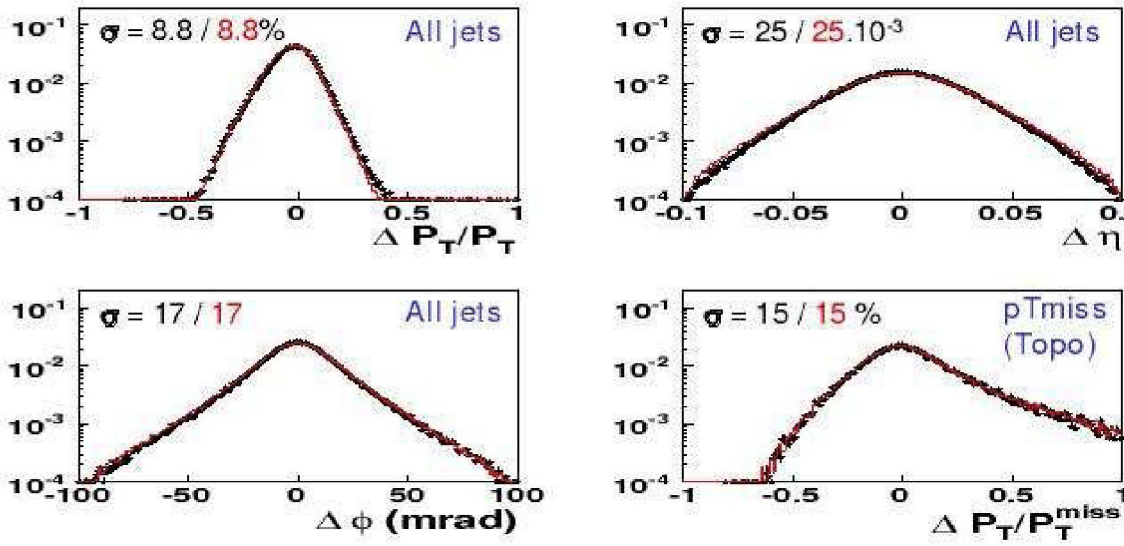 10⁻¹ σ = 8.8 / 8.8% All jets
10⁻²
10⁻³
10⁻⁴
-1 -0.5 0 0.5 1
Δ P_T/P_T
10⁻¹ σ = 25 / 25.10⁻³ All jets
10⁻²
10⁻³
10⁻⁴
-0.1 -0.05 0 0.05 0.
Δ η
10⁻¹ σ = 17 / 17 All jets
10⁻²
10⁻³
10⁻⁴
-100 -50 0 50 100
Δ ϕ (mrad)
10⁻¹ σ = 15 / 15 % pTmiss
(Topo)
10⁻²
10⁻³
10⁻⁴
-1 -0.5 0 0.5 1
Δ P_T/P_T^miss